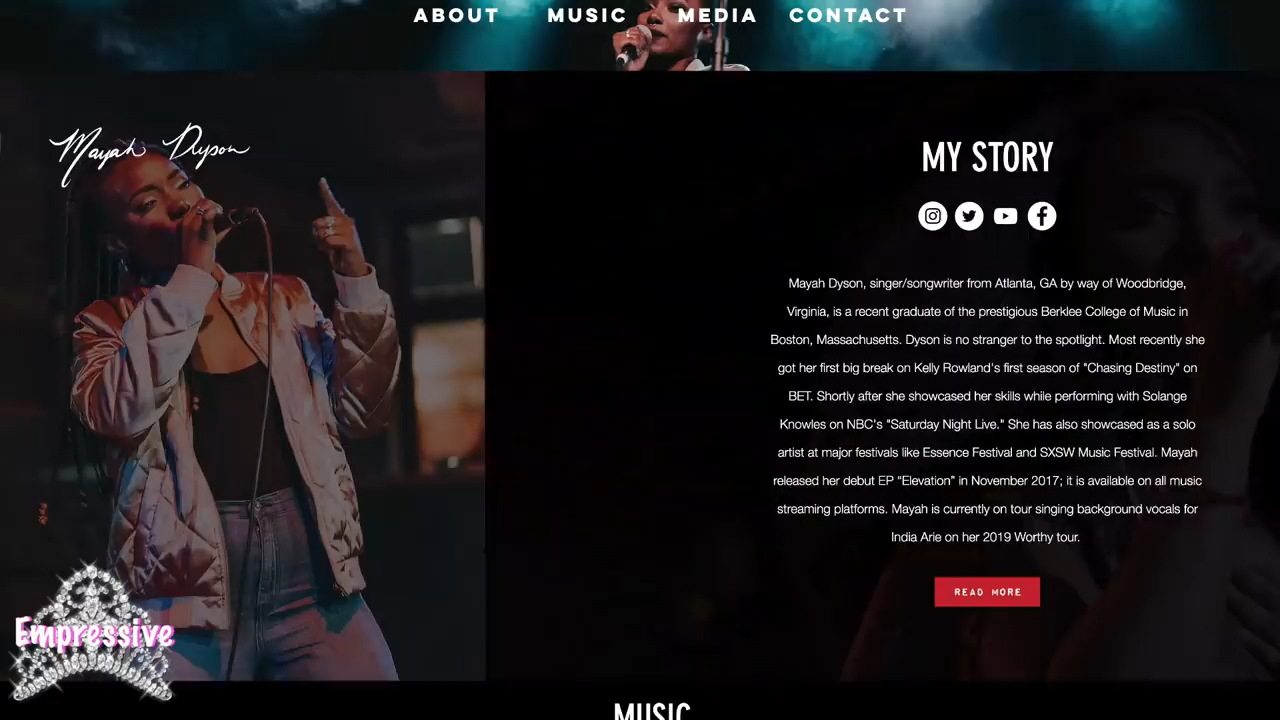 ABOUT MUSIC MEDIA CONTACT
Mayah Dyson
MY STORY
Mayah Dyson, singer/songwriter from Atlanta, GA by way of Woodbridge,
Virginia, is a recent graduate of the prestigious Berklee College of Music in
Boston, Massachusetts. Dyson is no stranger to the spotlight. Most recently she
got her first big break on Kelly Rowland's first season of "Chasing Destiny" on
BET. Shortly after she showcased her skills while performing with Solange
Knowles on NBC's "Saturday Night Live." She has also showcased as a solo
artist at major festivals like Essence Festival and SXSW Music Festival. Mayah
released her debut EP "Elevation" in November 2017; it is available on all music
streaming platforms. Mayah is currently on tour singing background vocals for
India Arie on her 2019 Worthy tour.
READ MORE
Empressive
MUSIC